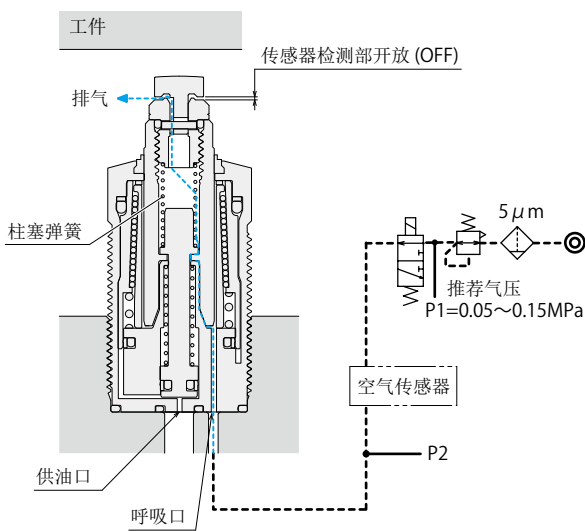 工件
传感器检测部开放 (OFF)
排气
柱塞弹簧
5μm
推荐气压
P1=0.05～0.15MPa
空气传感器
P2
供油口
呼吸口